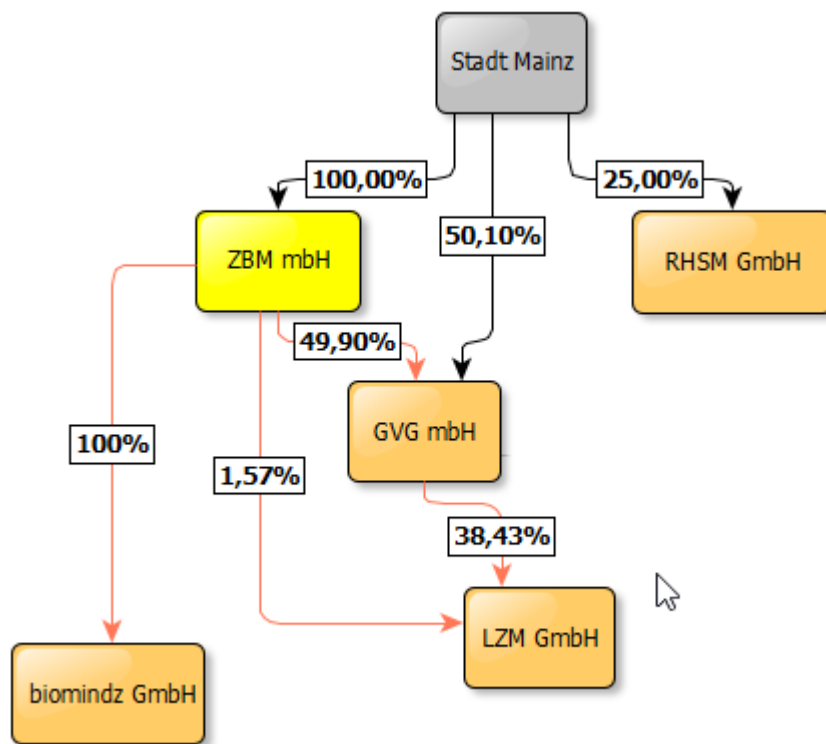 Stadt Mainz
100,00%
25,00%
50,10%
ZBM mbH
RHSM GmbH
49,90%
GVG mbH
100%
1,57%
38,43%
LZM GmbH
biomindz GmbH